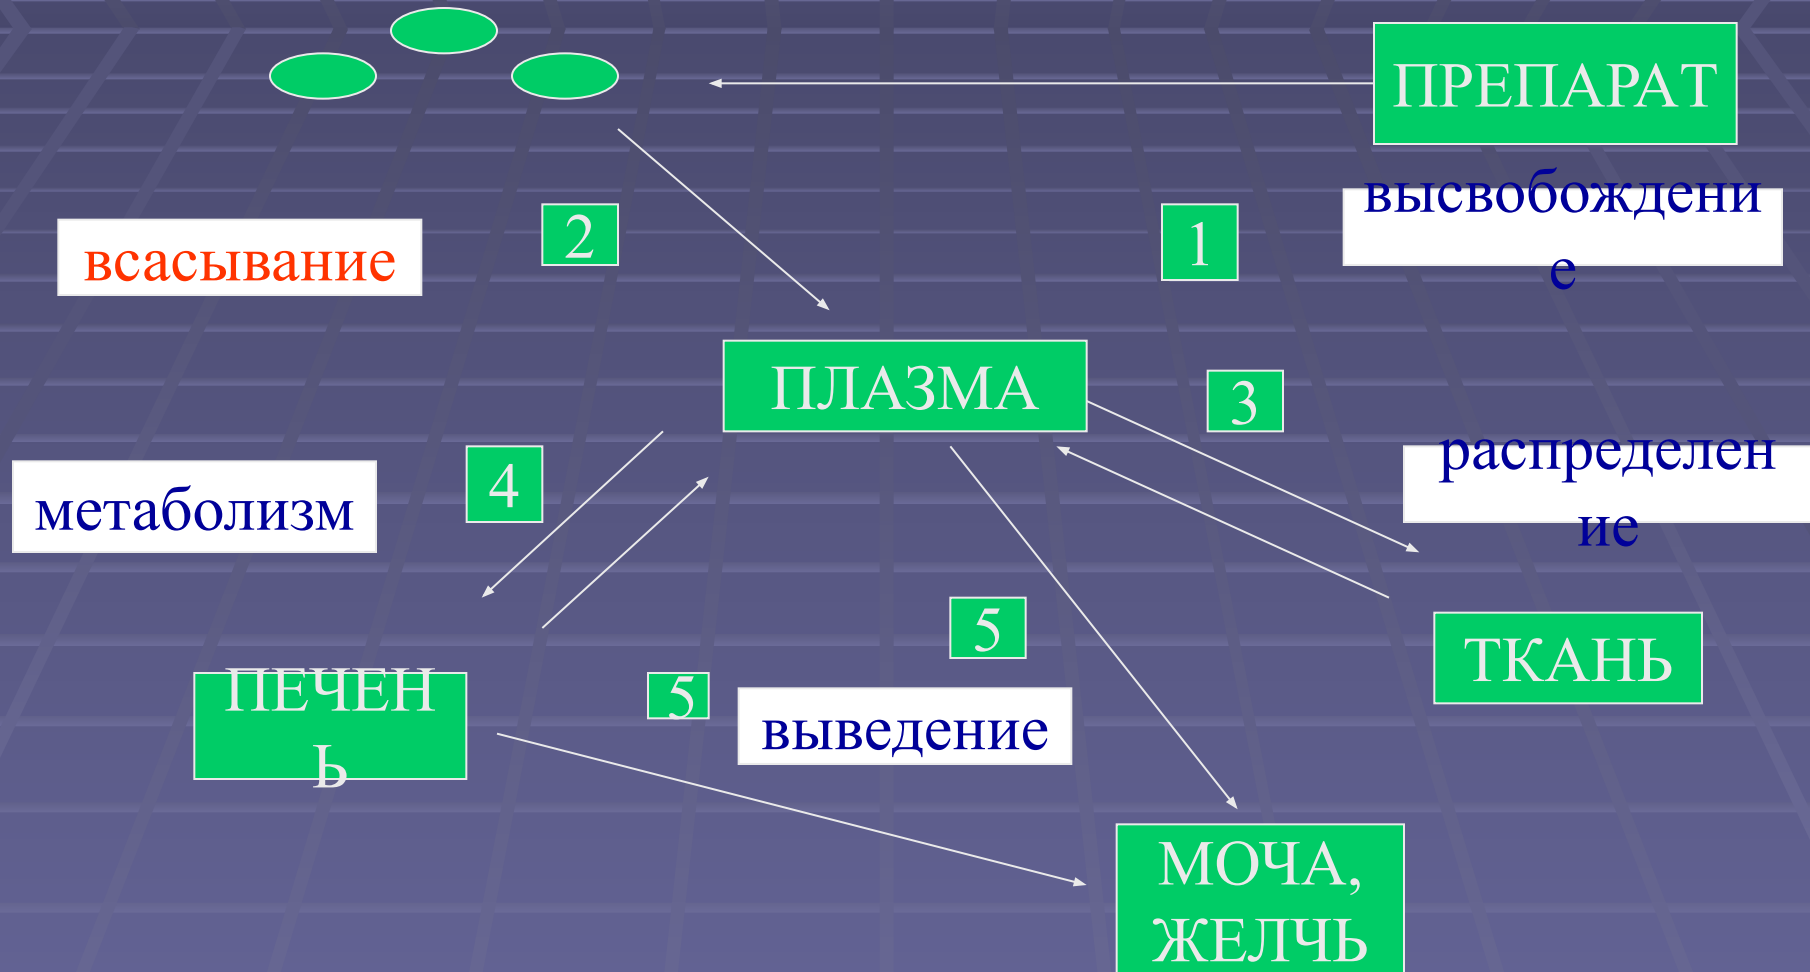 ПРЕПАРАТ
высвобождени
е
1
2
всасывание
ПЛАЗМА
3
распределен
ие
4
метаболизм
5
ТКАНЬ
ПЕЧЕН
Ь
5
выведение
МОЧА,
ЖЕЛЧЬ